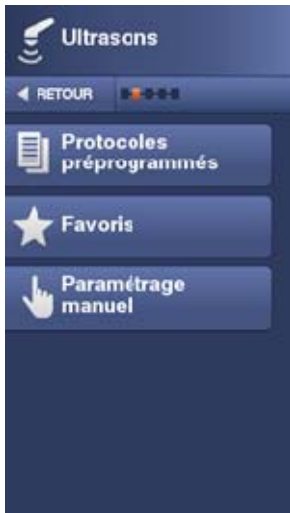 Ultrasons
RETOUR
Protocoles
préprogrammés
Favoris
Paramétrage
manuel